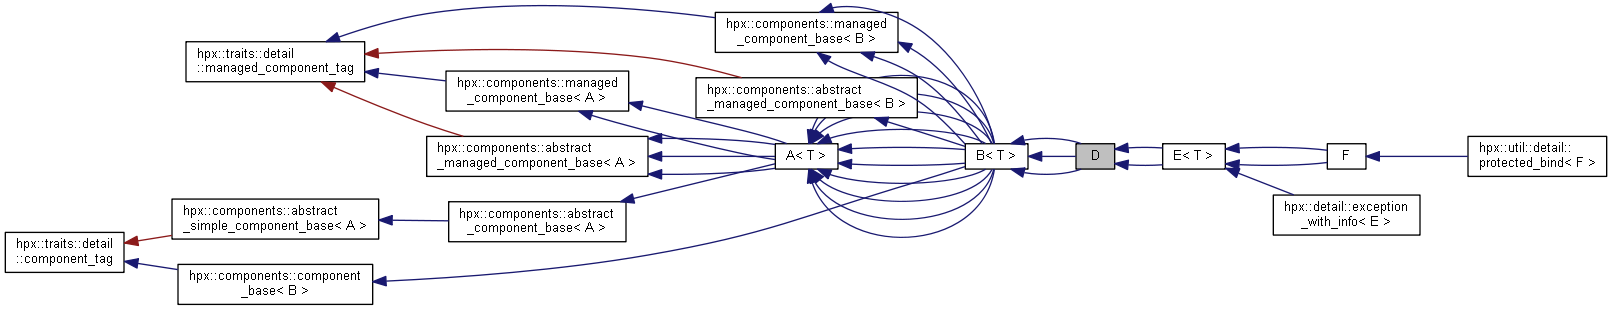 hpx::components::managed
_component_base< B >
hpx::traits::detail
::managed_component_tag
hpx::components::managed
_component_base< A >
hpx::components::abstract
_managed_component_base< B >
hpx::components::abstract
_managed_component_base< A >
A< T >
B< T >
D
E< T >
F
hpx::util::detail::
protected_bind< F >
hpx::detail::exception
_with_info< E >
hpx::components::abstract
_simple_component_base< A >
hpx::components::abstract
_component_base< A >
hpx::traits::detail
::component_tag
hpx::components::component
_base< B >